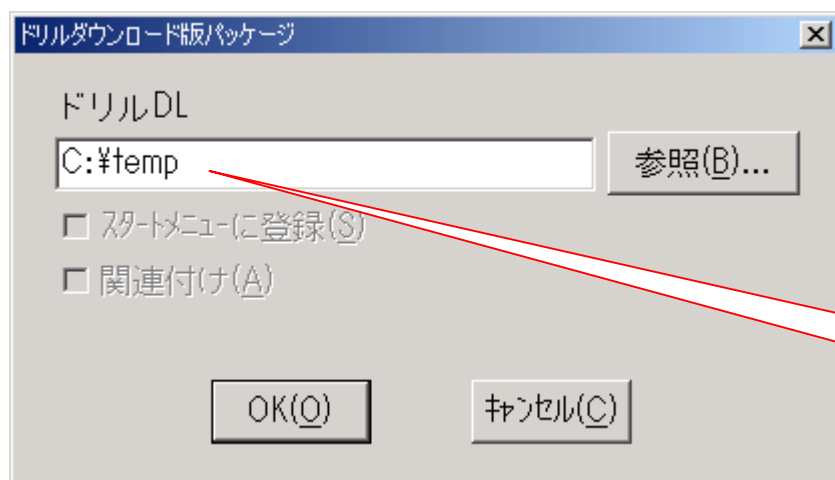 ドリルダウンロード版パッケージ
ドリルDL
C:¥temp
参照(B)...
スタートメニューに登録(S)
関連付け(A)
OK(O)
キャンセル(C)